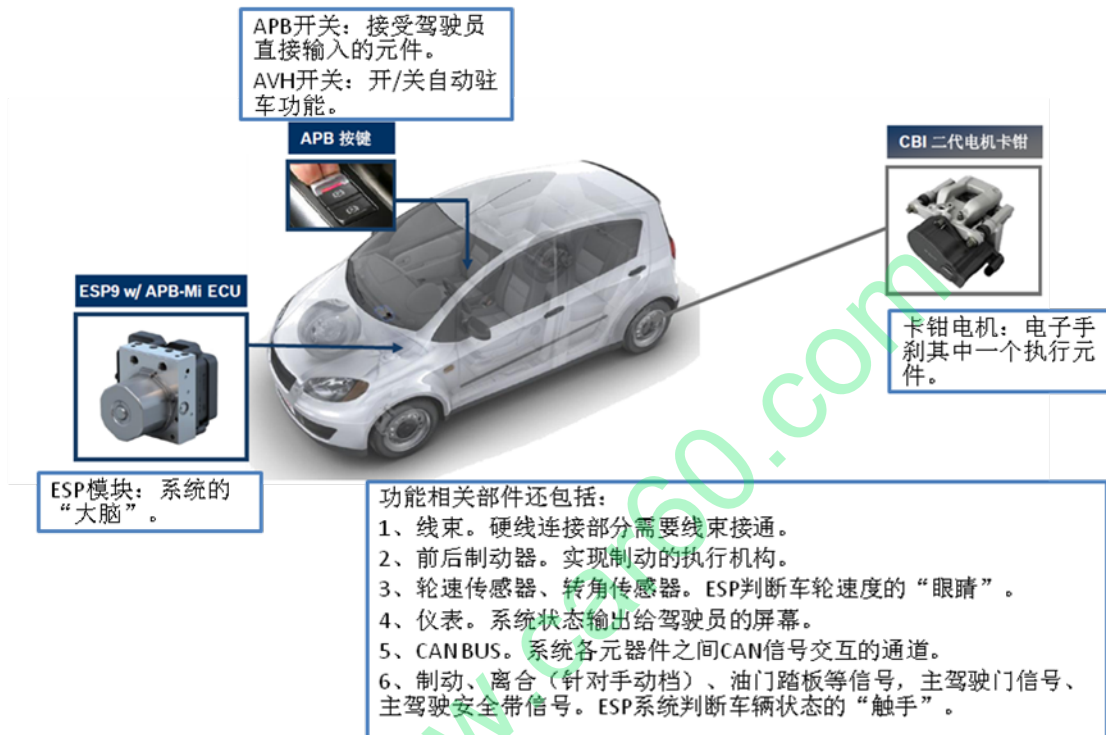 APB开关：接受驾驶员
直接输入的元件。
AVH开关：开/关自动驻
车功能。
APB 按键
CBI 二代电机卡钳
ESP9 w/ APB-Mi ECU
卡钳电机：电子手
刹其中一个执行元
件。
ESP模块：系统的
“大脑”。
功能相关部件还包括：
1、线束。硬线连接部分需要线束接通。
2、前后制动器。实现制动的执行机构。
3、轮速传感器、转角传感器。ESP判断车轮速度的“眼睛”。
4、仪表。系统状态输出给驾驶员的屏幕。
5、CAN BUS。系统各元器件之间CAN信号交互的通道。
6、制动、离合（针对手动档）、油门踏板等信号，主驾驶门信号、
主驾驶安全带信号。ESP系统判断车辆状态的“触手”。
w.car60.com